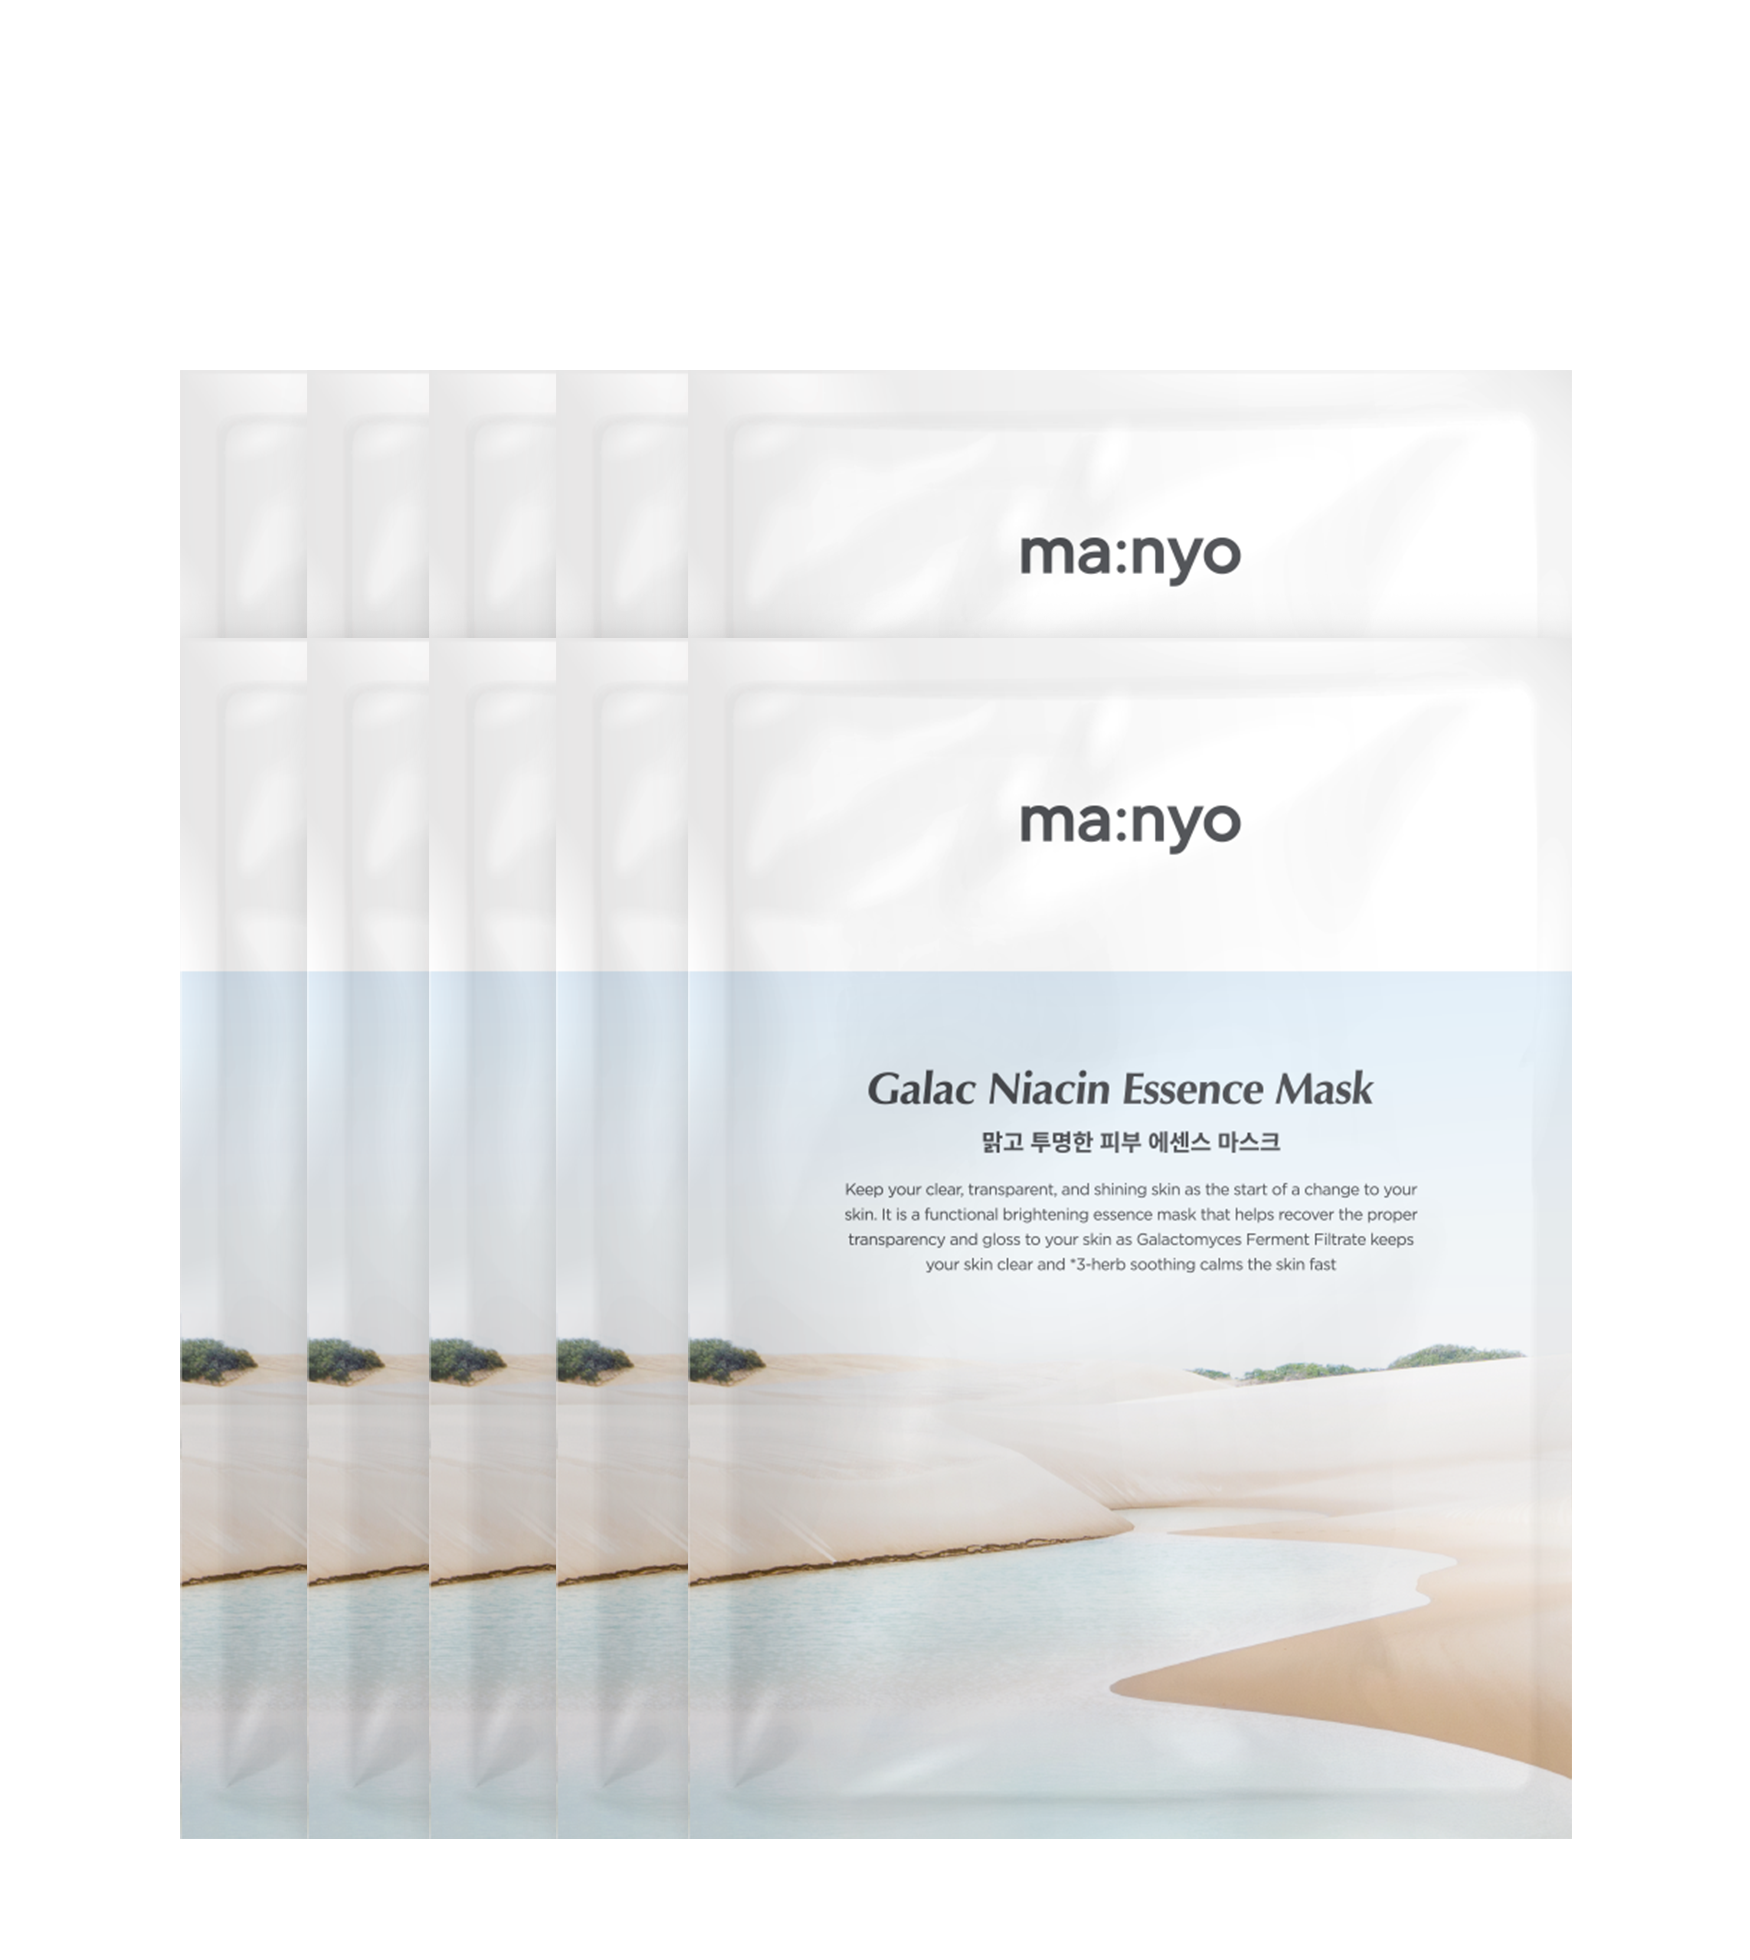 ma:nyo
ma:nyo
Galac Niacin Essence Mask
맑고 투명한 피부 에센스 마스크
Keep your clear, transparent, and shining skin as the start of a change to your
skin. It is a functional brightening essence mask that helps recover the proper
transparency and gloss to your skin as Galactomyces Ferment Filtrate keeps
your skin clear and *3-herb soothing calms the skin fast